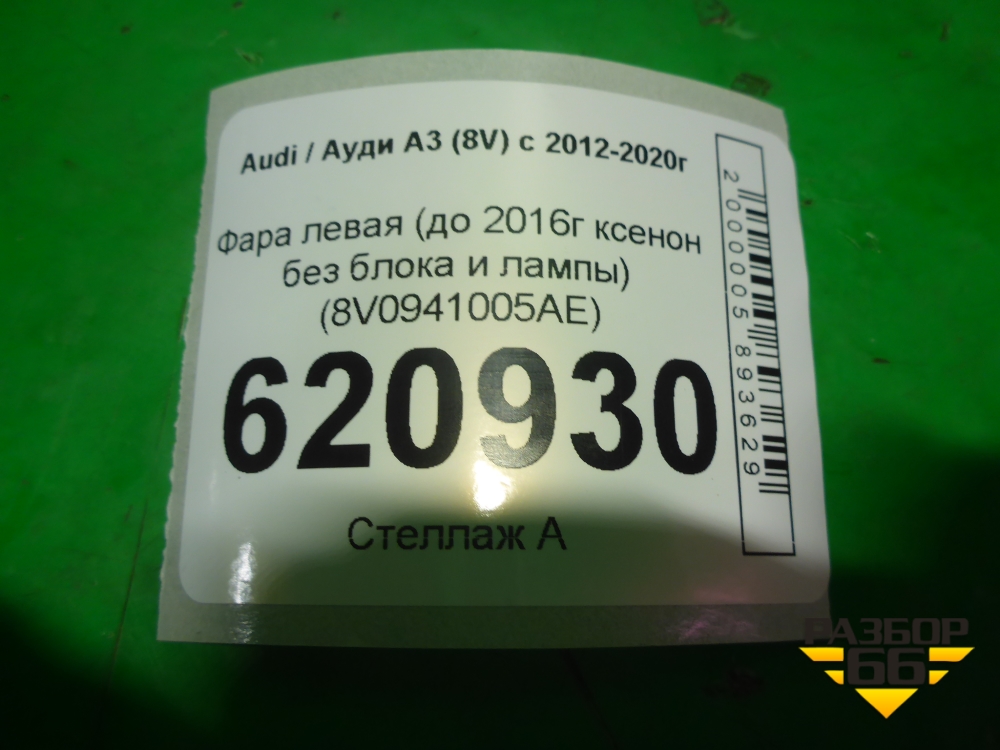 Audi / Ауди А3 (8V) с 2012-2020г
Фара левая (до 2016г ксенон
без блока и лампы)
(8V0941005AE)
620930
Стеллаж А
2000005893629
РАЗБОР
66